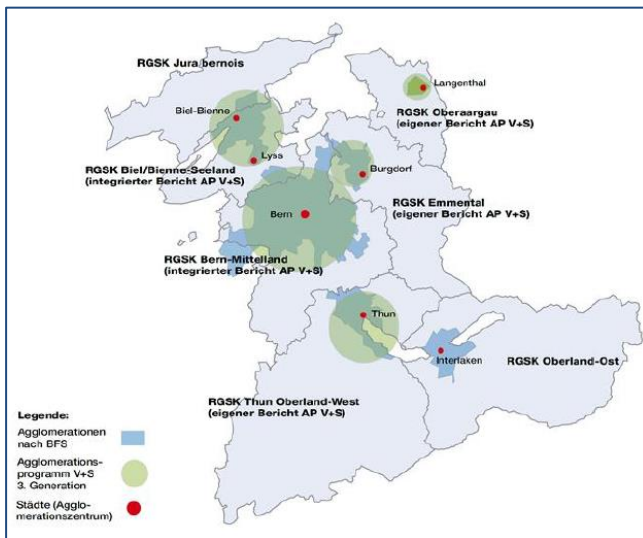 RGSK Jura bernois
Biel-Bienne
Langenthal
RGSK Oberaargau
(eigener Bericht AP V+S)
Lyss
RGSK Biel/Bienne-Seeland
(integrierter Bericht AP V+S)
Burgdorf
RGSK Emmental
(eigener Bericht AP V+S)
Bern
RGSK Bern-Mittelland
(integrierter Bericht AP V+S)
Thun
Interlaken
RGSK Oberland-Ost
RGSK Thun Oberland-West
(eigener Bericht AP V+S)
Legende:
Agglomerationen
nach BFS
Agglomerations-
programm V+S
3. Generation
Städte (Agglo-
merationszentrum)